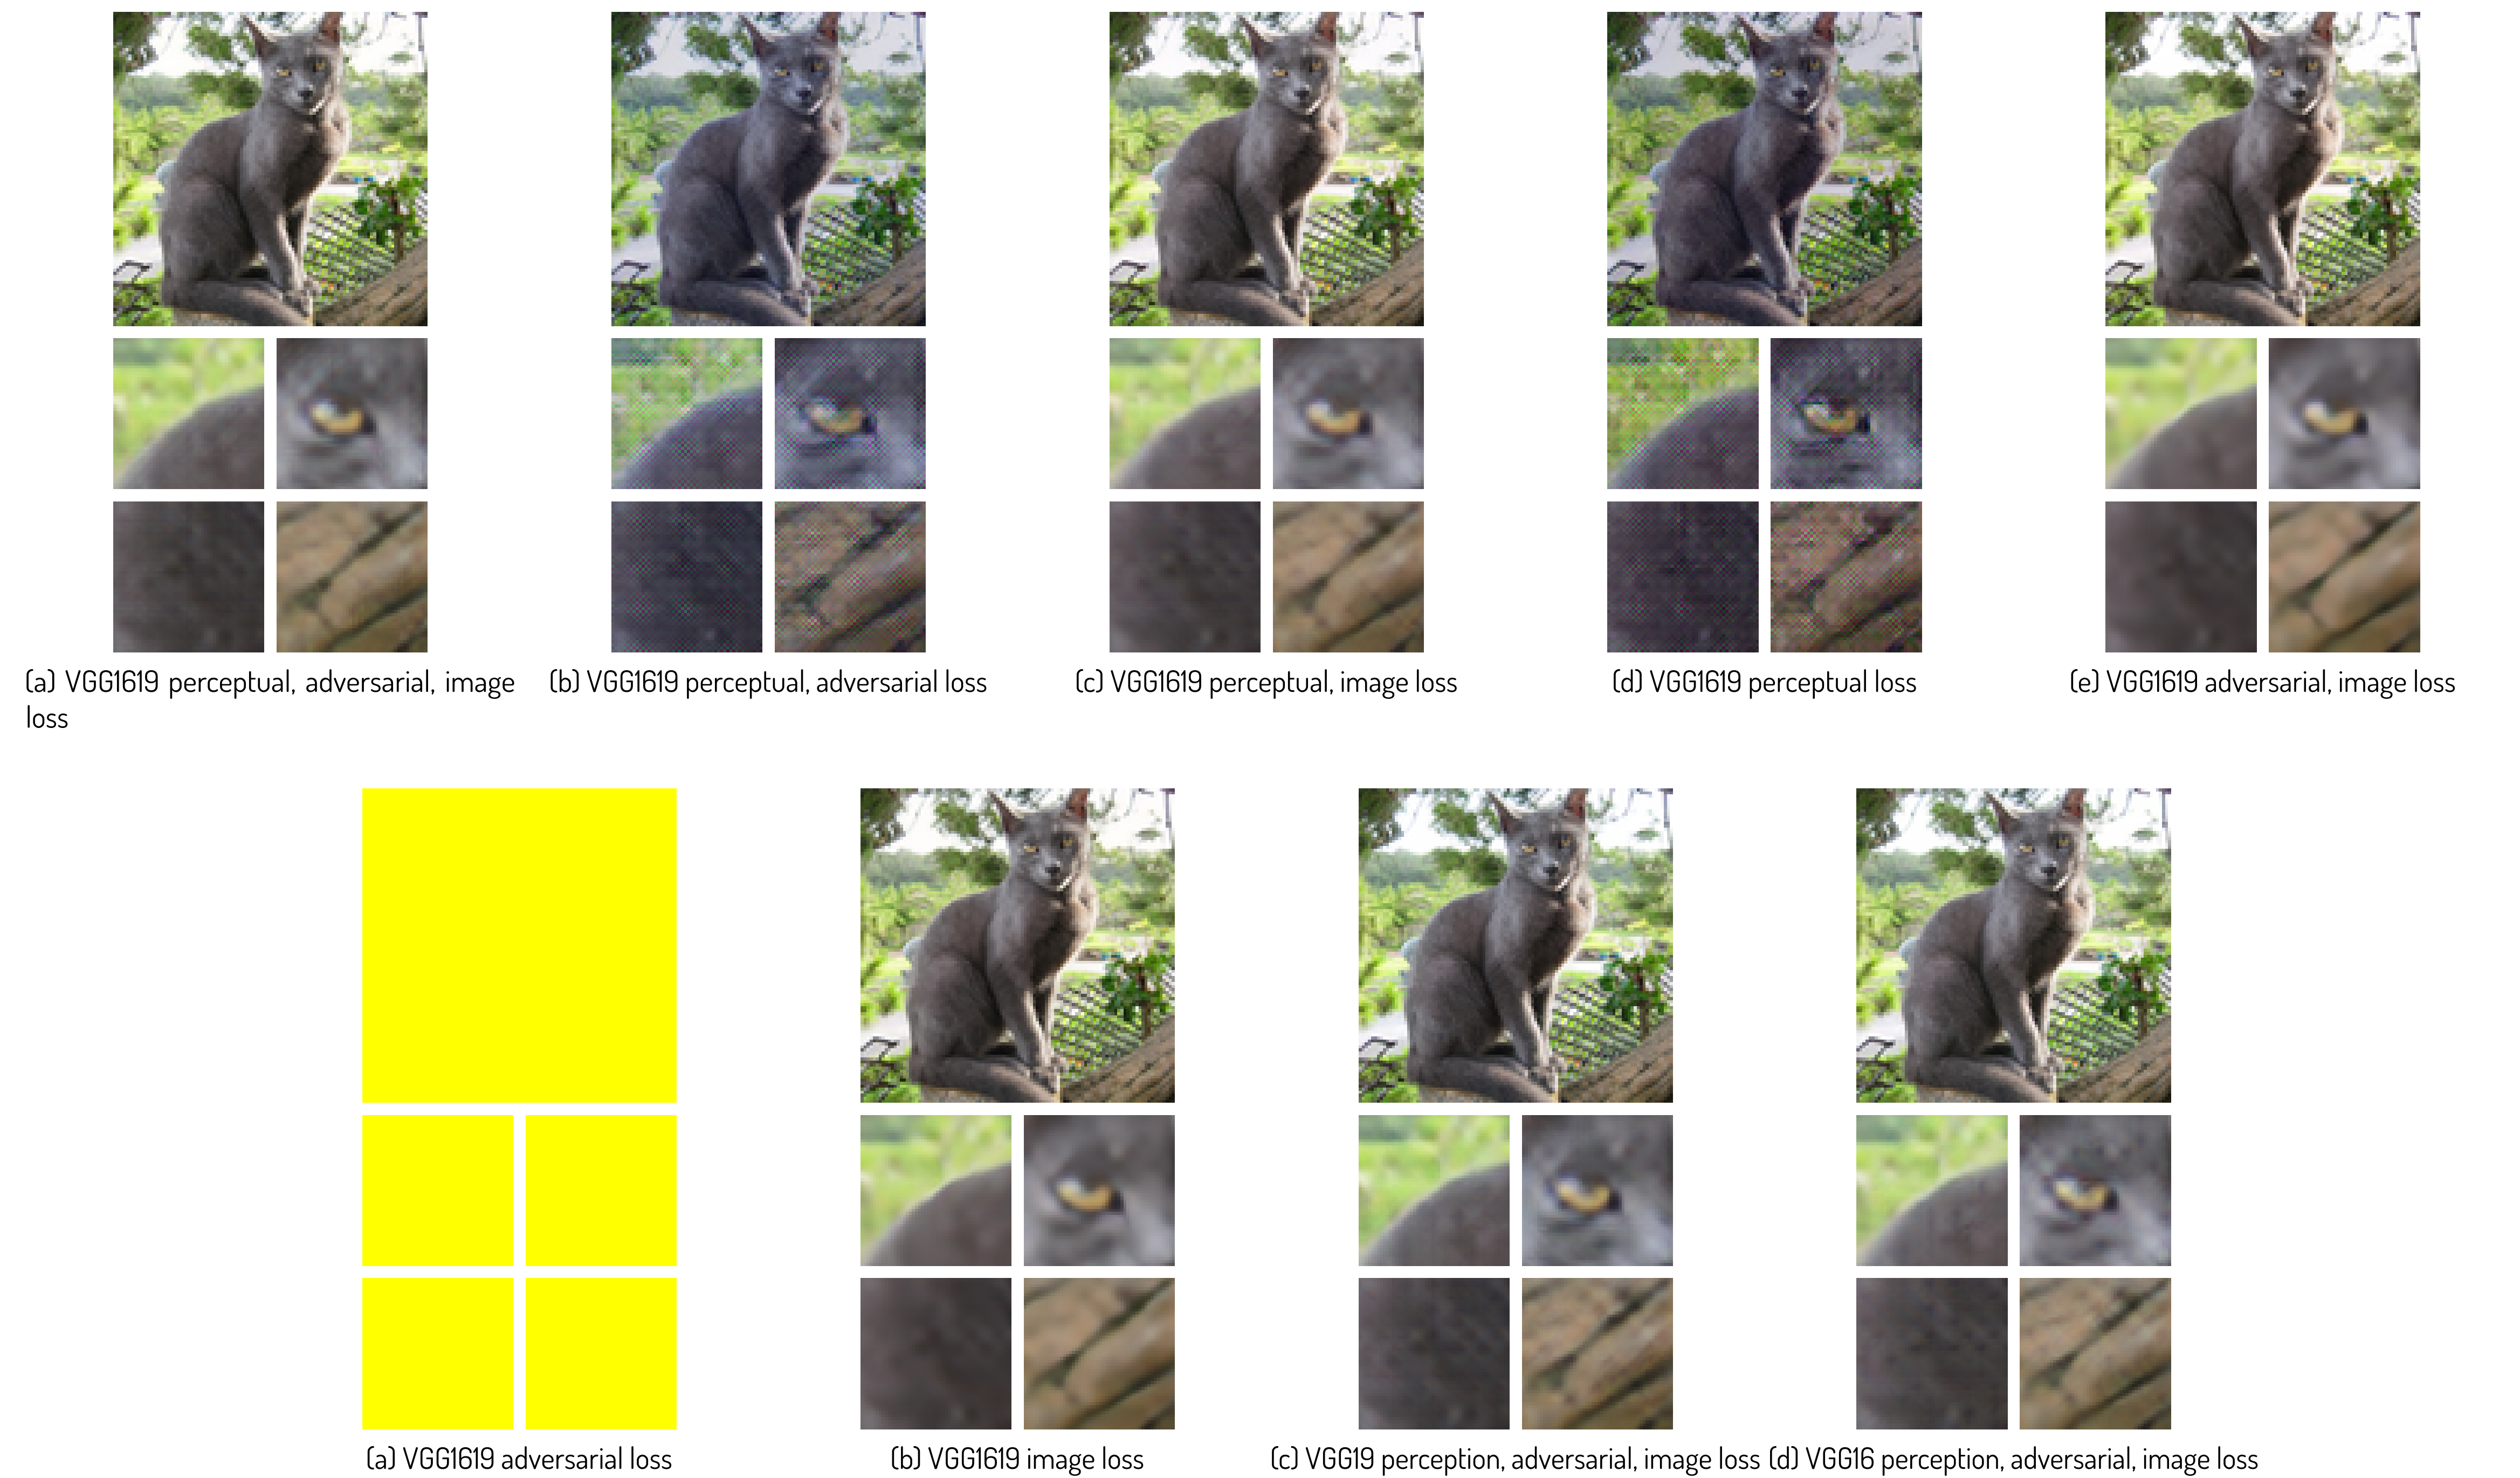 (a) VGG1619 perceptual, adversarial, image
loss
(b) VGG1619 perceptual, adversarial loss
(c) VGG1619 perceptual, image loss
(d) VGG1619 perceptual loss
(e) VGG1619 adversarial, image loss
(a) VGG1619 adversarial loss
(b) VGG1619 image loss
(c) VGG19 perception, adversarial, image loss
(d) VGG16 perception, adversarial, image loss